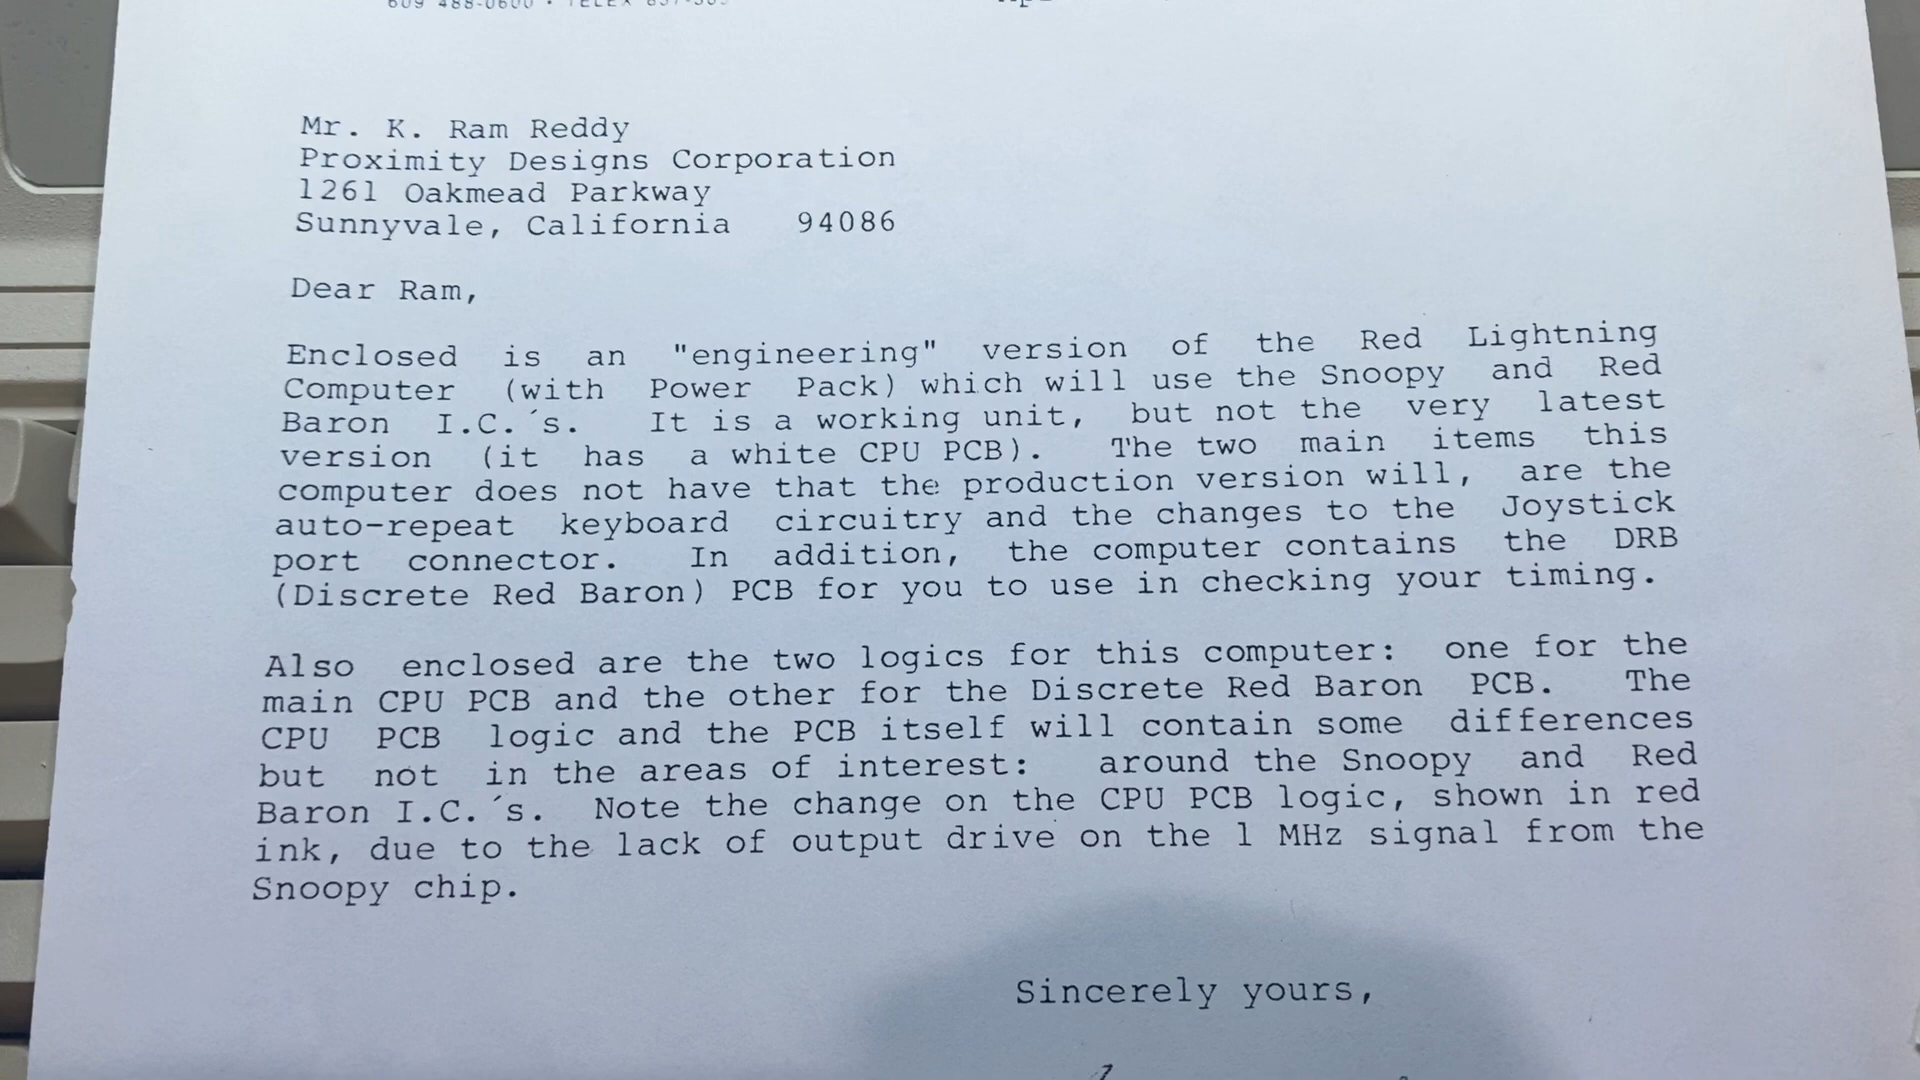 609 488-0600 • TELEX
Mr. K. Ram Reddy
Proximity Designs Corporation
1261 Oakmead Parkway
Sunnyvale, California 94086
Dear Ram,
Enclosed is an "engineering" version of the Red Lightning
Computer (with Power Pack) which will use the Snoopy and Red
Baron I.C.´s. It is a working unit, but not the very latest
version (it has a white CPU PCB). The two main items this
computer does not have that the production version will, are the
auto-repeat keyboard circuitry and the changes to the Joystick
port connector. In addition, the computer contains the DRB
(Discrete Red Baron) PCB for you to use in checking your timing.
Also enclosed are the two logics for this computer: one for the
main CPU PCB and the other for the Discrete Red Baron PCB. The
CPU PCB logic and the PCB itself will contain some differences
but not in the areas of interest: around the Snoopy and Red
Baron I.C.´s. Note the change on the CPU PCB logic, shown in red
ink, due to the lack of output drive on the 1 MHz signal from the
Snoopy chip.
Sincerely yours,